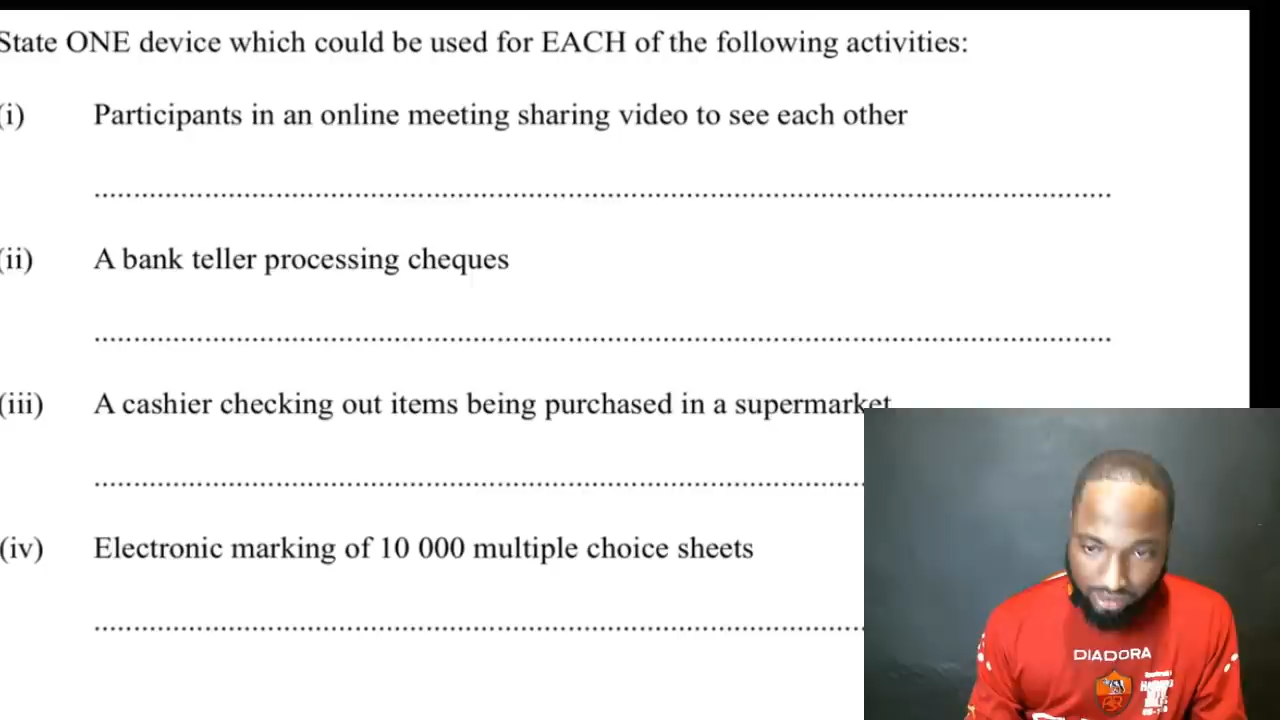 State ONE device which could be used for EACH of the following activities:
(i) Participants in an online meeting sharing video to see each other
(ii) A bank teller processing cheques
(iii) A cashier checking out items being purchased in a supermarket
(iv) Electronic marking of 10 000 multiple choice sheets
DIADORA